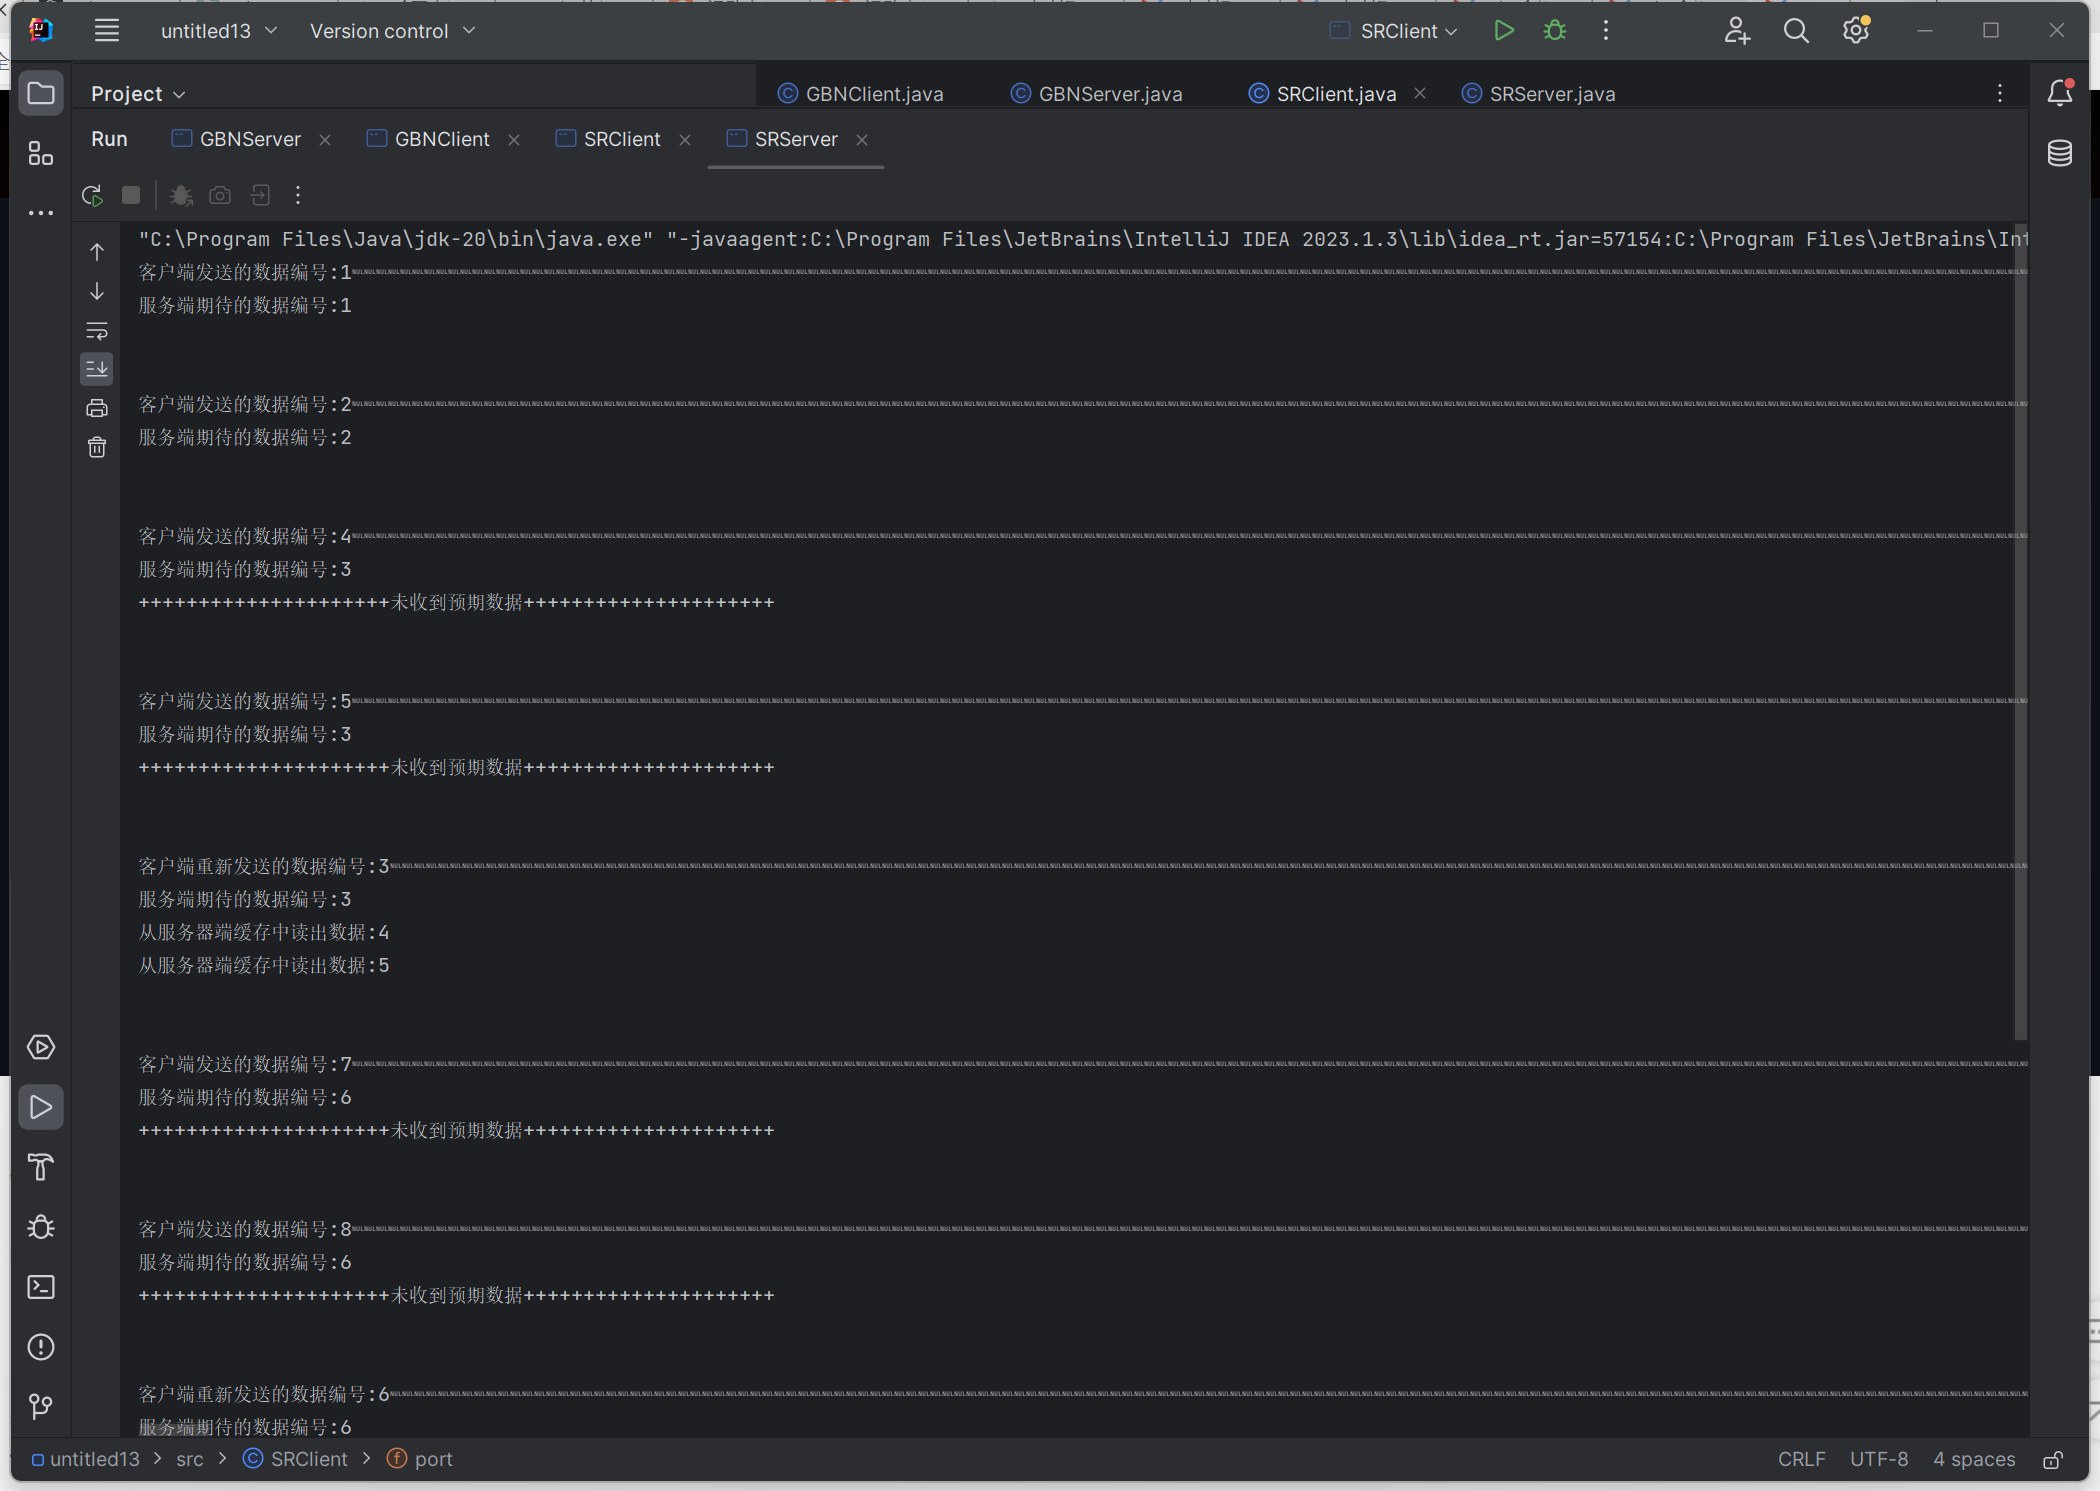 untitled13
Version control
SRClient
Project
GBNClient.java
GBNServer.java
SRClient.java
SRServer.java
Run
GBNServer
GBNClient
SRClient
SRServer
"C:\Program Files\Java\jdk-20\bin\java.exe" "-javaagent:C:\Program Files\JetBrains\IntelliJ IDEA 2023.1.3\lib\idea_rt.jar=57154:C:\Program Files\JetBrains\Int
客户端发送的数据编号:1
服务端期待的数据编号:1
客户端发送的数据编号:2
服务端期待的数据编号:2
客户端发送的数据编号:4
服务端期待的数据编号:3
+++++++++++++++++++++未收到预期数据+++++++++++++++++++++
客户端发送的数据编号:5
服务端期待的数据编号:3
+++++++++++++++++++++未收到预期数据+++++++++++++++++++++
客户端重新发送的数据编号:3
服务端期待的数据编号:3
从服务器端缓存中读出数据:4
从服务器端缓存中读出数据:5
客户端发送的数据编号:7
服务端期待的数据编号:6
+++++++++++++++++++++未收到预期数据+++++++++++++++++++++
客户端发送的数据编号:8
服务端期待的数据编号:6
+++++++++++++++++++++未收到预期数据+++++++++++++++++++++
客户端重新发送的数据编号:6
服务端期待的数据编号:6
untitled13 > src > SRClient > port
CRLF
UTF-8
4 spaces